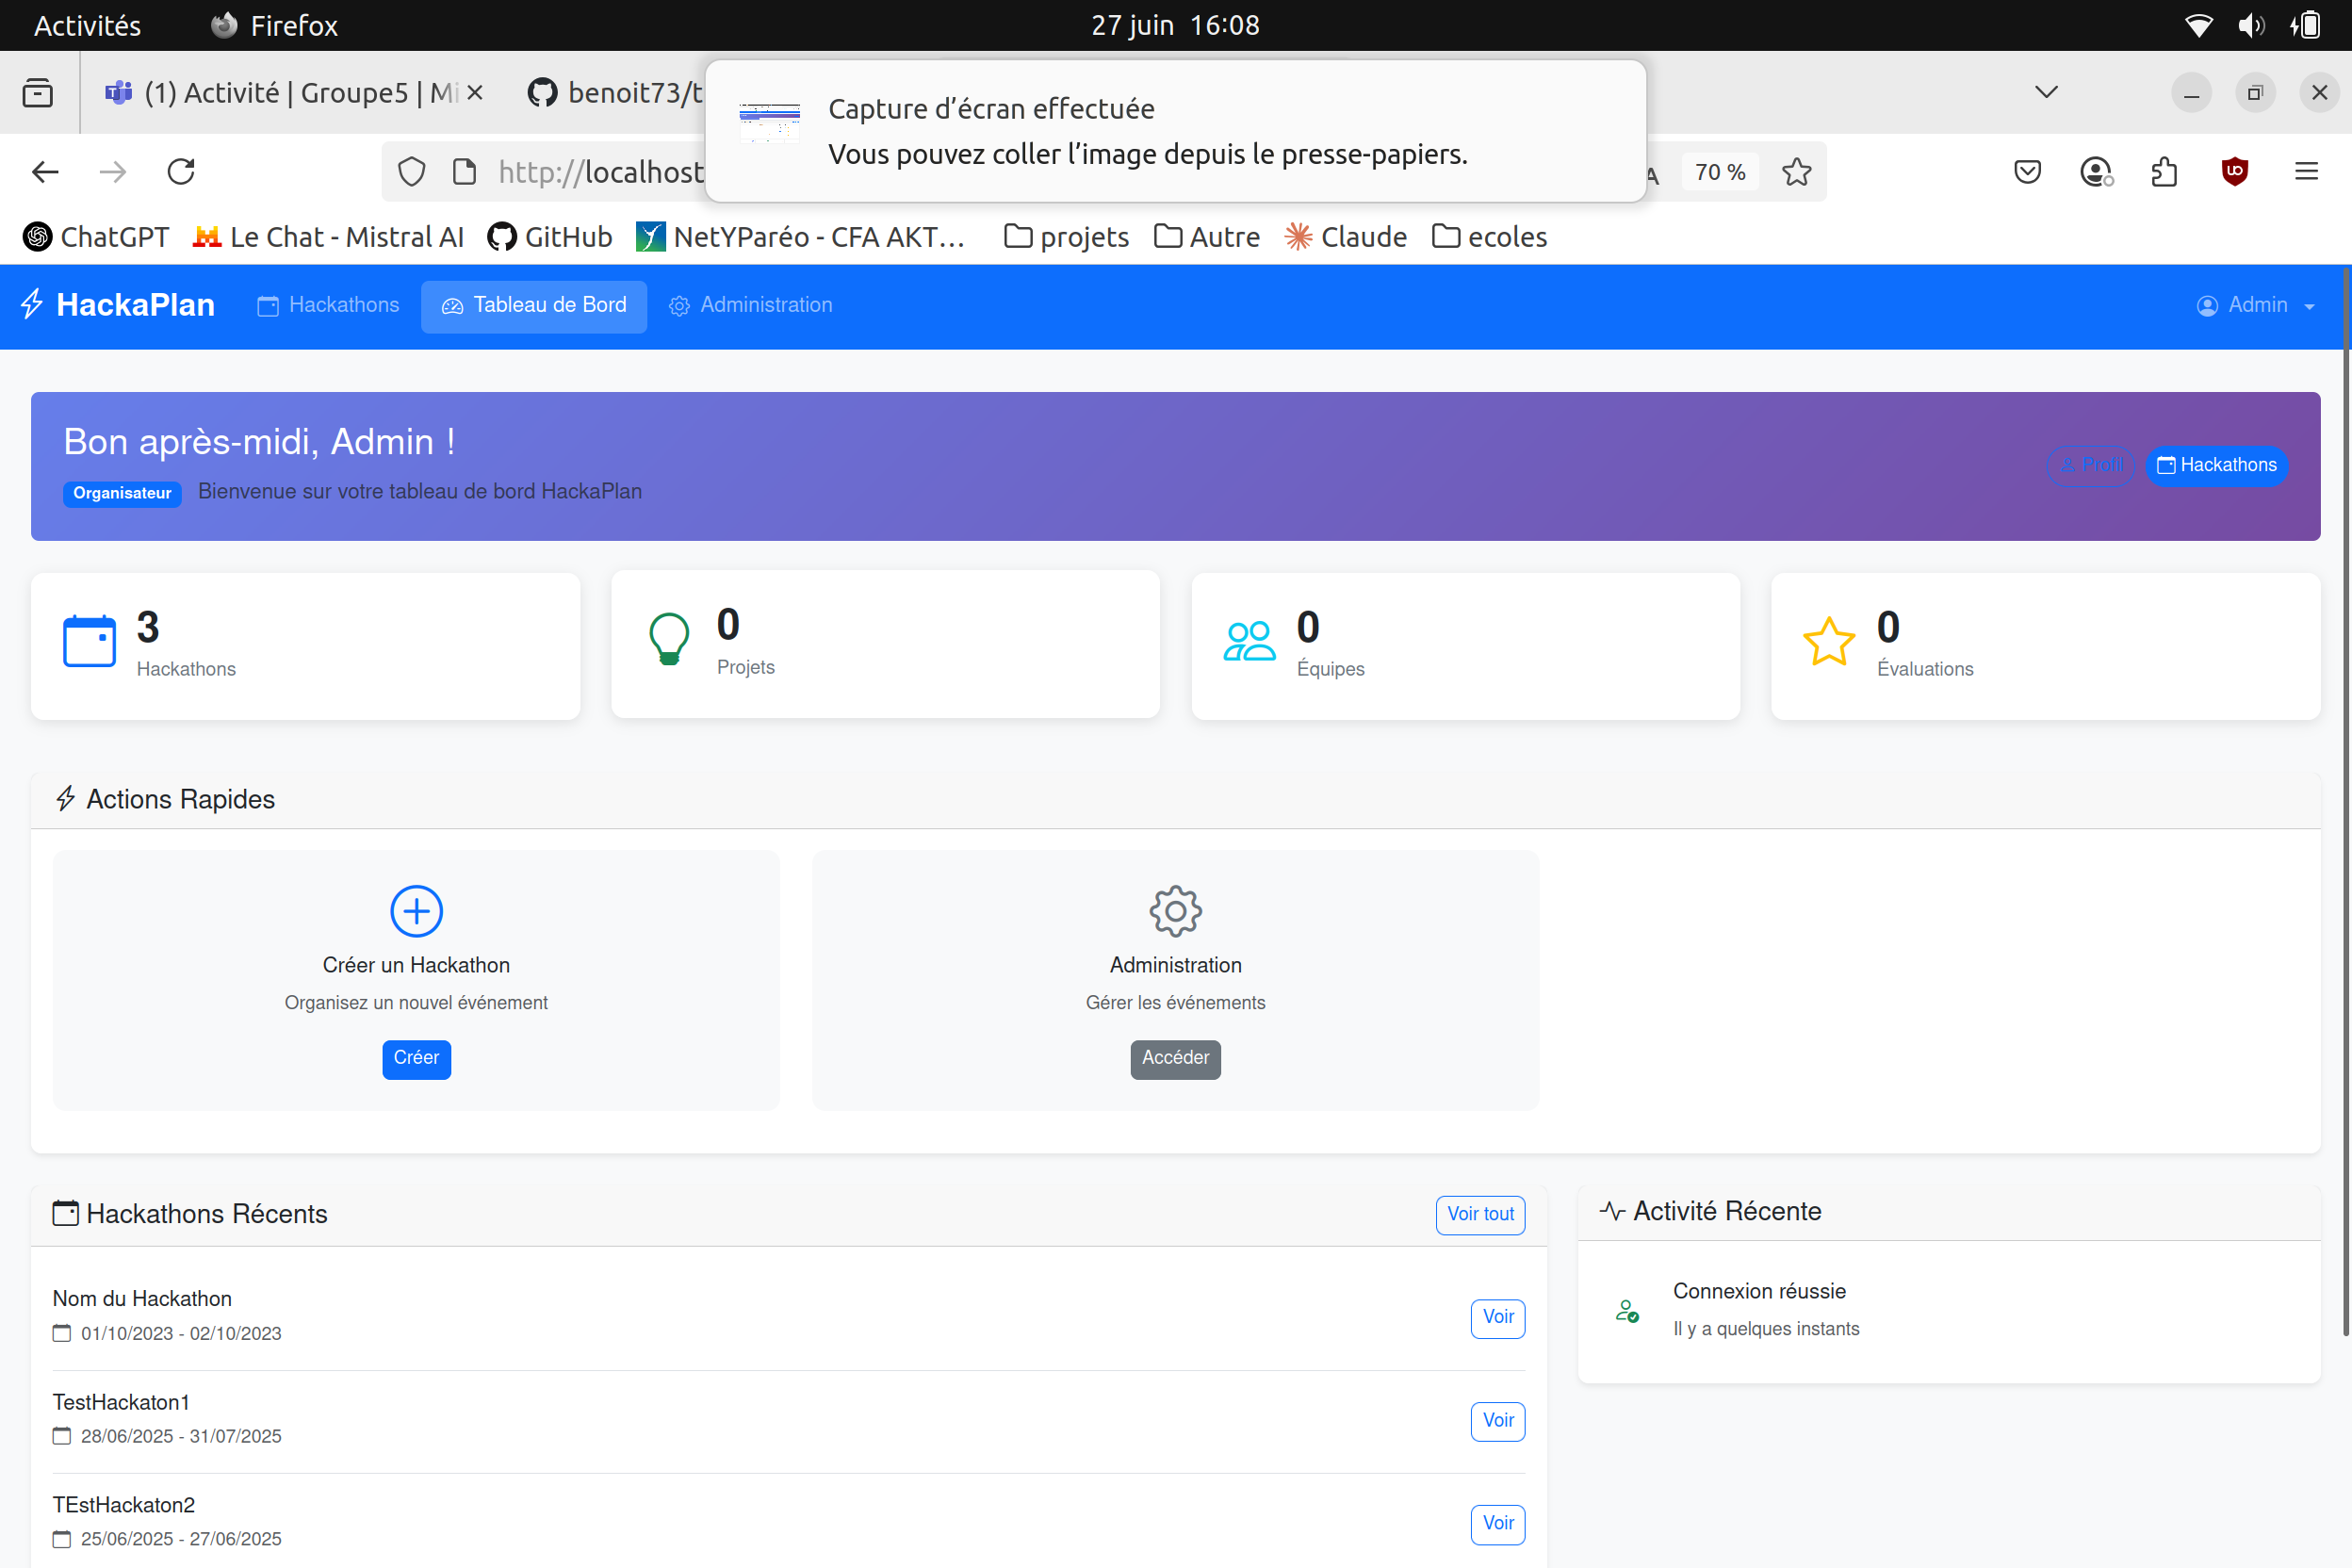 Activités
Firefox
27 juin 16:08
(1) Activité | Groupe5 | Mi
benoit73/t
Capture d’écran effectuée
Vous pouvez coller l’image depuis le presse-papiers.
http://localhost
70 %
ChatGPT
Le Chat - Mistral AI
GitHub
NetYParéo - CFA AKT…
projets
Autre
Claude
ecoles
HackaPlan
Hackathons
Tableau de Bord
Administration
Admin
Bon après-midi, Admin !
Organisateur
Bienvenue sur votre tableau de bord HackaPlan
Profil
Hackathons
3
Hackathons
0
Projets
0
Équipes
0
Évaluations
Actions Rapides
Créer un Hackathon
Organisez un nouvel événement
Créer
Administration
Gérer les événements
Accéder
Hackathons Récents
Voir tout
Nom du Hackathon
01/10/2023 - 02/10/2023
Voir
TestHackaton1
28/06/2025 - 31/07/2025
Voir
TEstHackaton2
25/06/2025 - 27/06/2025
Voir
Activité Récente
Connexion réussie
Il y a quelques instants